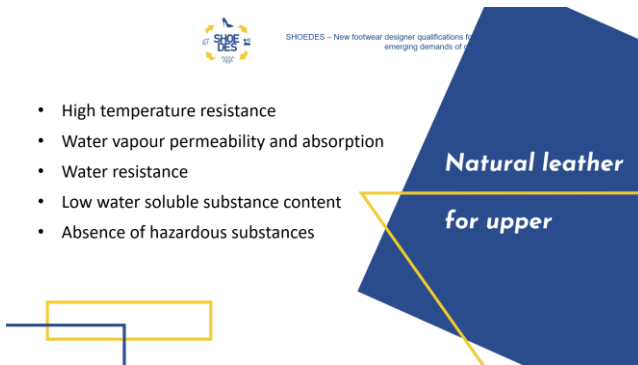 SHOE
DES
SHOEDES – New footwear designer qualifications
emerging demands of
• High temperature resistance
• Water vapour permeability and absorption
• Water resistance
• Low water soluble substance content
• Absence of hazardous substances
Natural leather
for upper